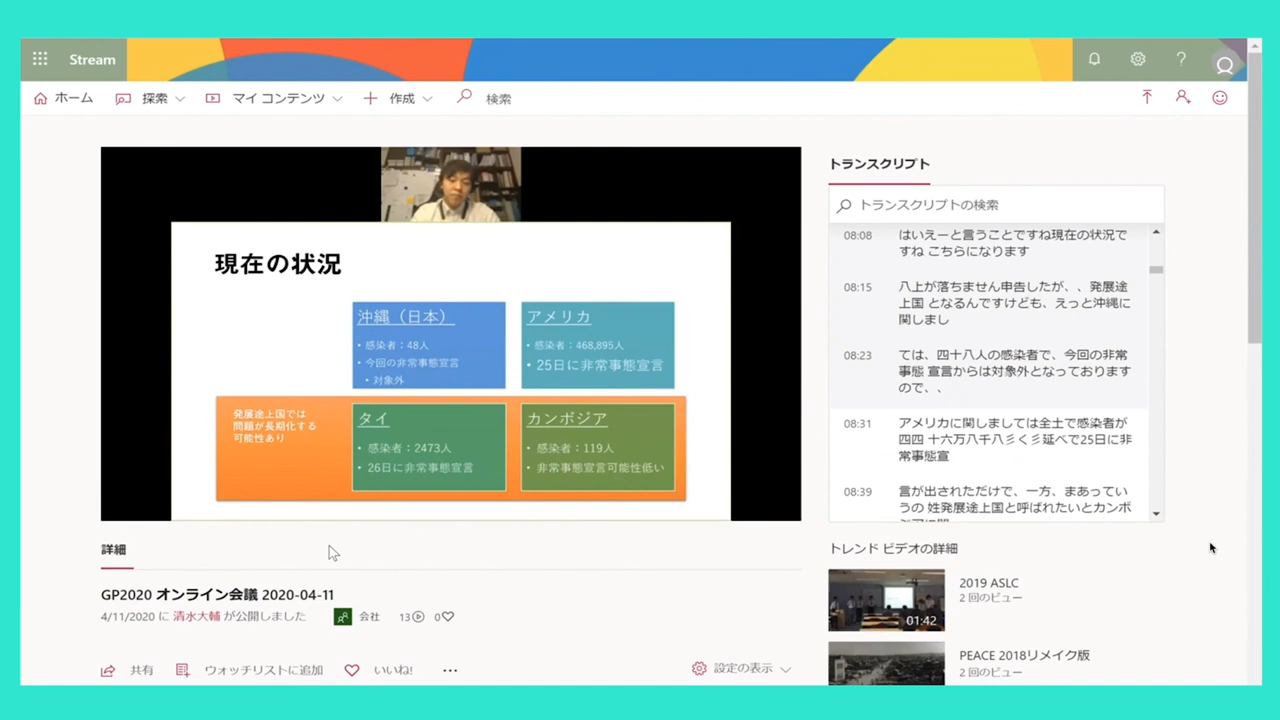 Stream
ホーム
探索
マイ コンテンツ
作成
検索
現在の状況
沖縄（日本）
• 感染者：48人
• 今回の非常事態宣言
• 対象外
アメリカ
• 感染者：468,895人
• 25日に非常事態宣言
発展途上国では
問題が長期化する
可能性あり
タイ
• 感染者：2473人
• 26日に非常事態宣言
カンボジア
• 感染者：119人
• 非常事態宣言可能性低い
トランスクリプト
トランスクリプトの検索
08:08
はいえーと言うことですね現在の状況で
すね こちらになります
08:15
八上が落ちません申告したが、、発展途
上国 となるんですけども、えっと沖縄に
関しまし
08:23
ては、四十八人の感染者で、今回の非常
事態 宣言からは対象外となっております
ので、、
08:31
アメリカに関しましては全土で感染者が
四四 十六万八千八彡く彡延べで25日に非
常事態宣
08:39
言が出されただけで、一方、まあってい
うの 姓発展途上国と呼ばれたいとカンボ
詳細
GP2020 オンライン会議 2020-04-11
4/11/2020 に 清水大輔 が公開しました
会社
13
0
共有
ウォッチリストに追加
いいね!
設定の表示
トレンド ビデオの詳細
01:42
2019 ASLC
2 回のビュー
PEACE 2018リメイク版
2 回のビュー